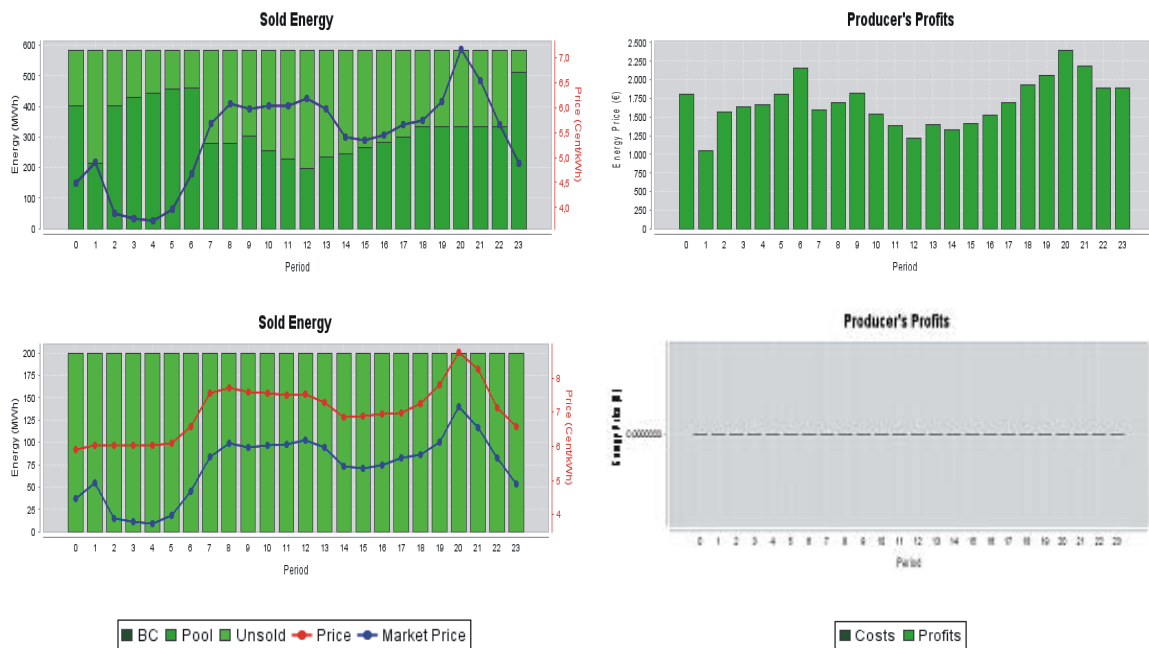 Sold Energy
Energy (MWh)
600
500
400
300
200
100
0
7,0
6,5
6,0
5,5
5,0
4,5
4,0
Price (Cent/kWh)
0 1 2 3 4 5 6 7 8 9 10 11 12 13 14 15 16 17 18 19 20 21 22 23
Period
Producer's Profits
Energy Price (€)
2.500
2.250
2.000
1.750
1.500
1.250
1.000
750
500
250
0
0 1 2 3 4 5 6 7 8 9 10 11 12 13 14 15 16 17 18 19 20 21 22 23
Period
Sold Energy
Energy (MWh)
200
175
150
125
100
75
50
25
0
8
7
6
5
4
Price (Cent/kWh)
0 1 2 3 4 5 6 7 8 9 10 11 12 13 14 15 16 17 18 19 20 21 22 23
Period
Producer's Profits
Energy Price
0 1 2 3 4 5 6 7 8 9 10 11 12 13 14 15 16 17 18 19 20 21 22 23
Period
BC Pool Unsold Price Market Price
Costs Profits